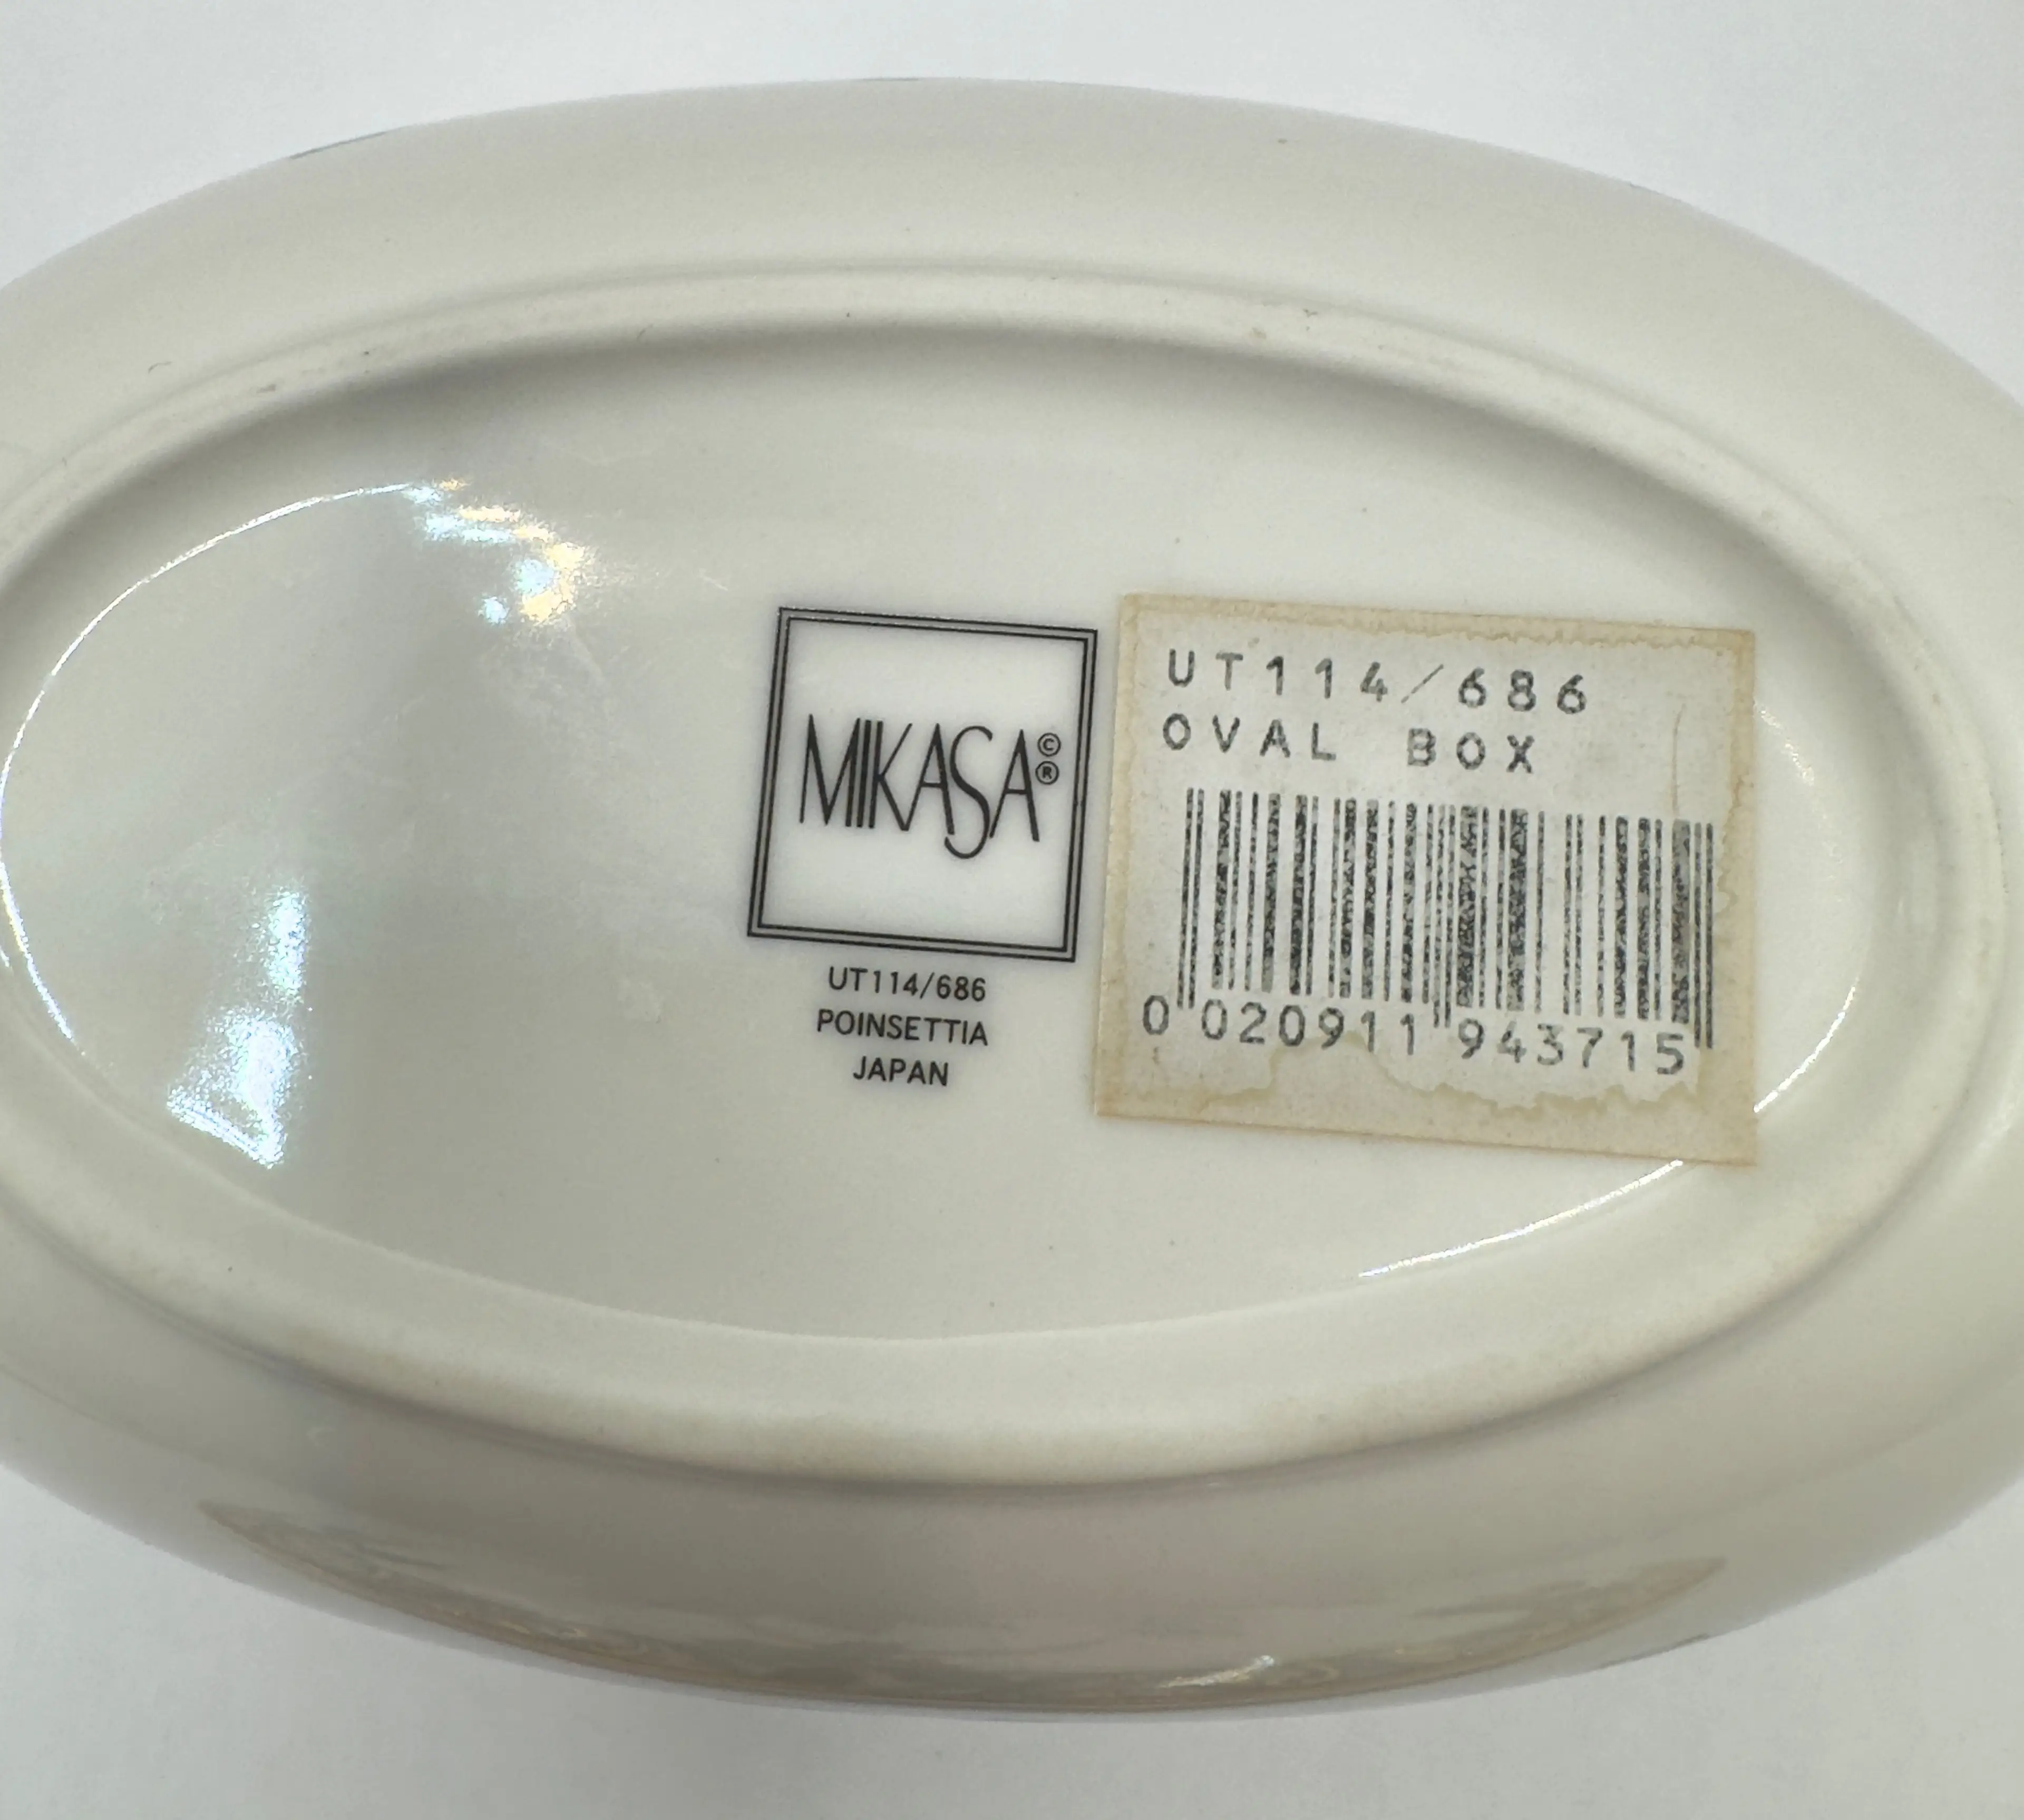 MIKASA©®
UT114/686
POINSETTIA
JAPAN
UT114/686
OVAL BOX
0 020911 943715